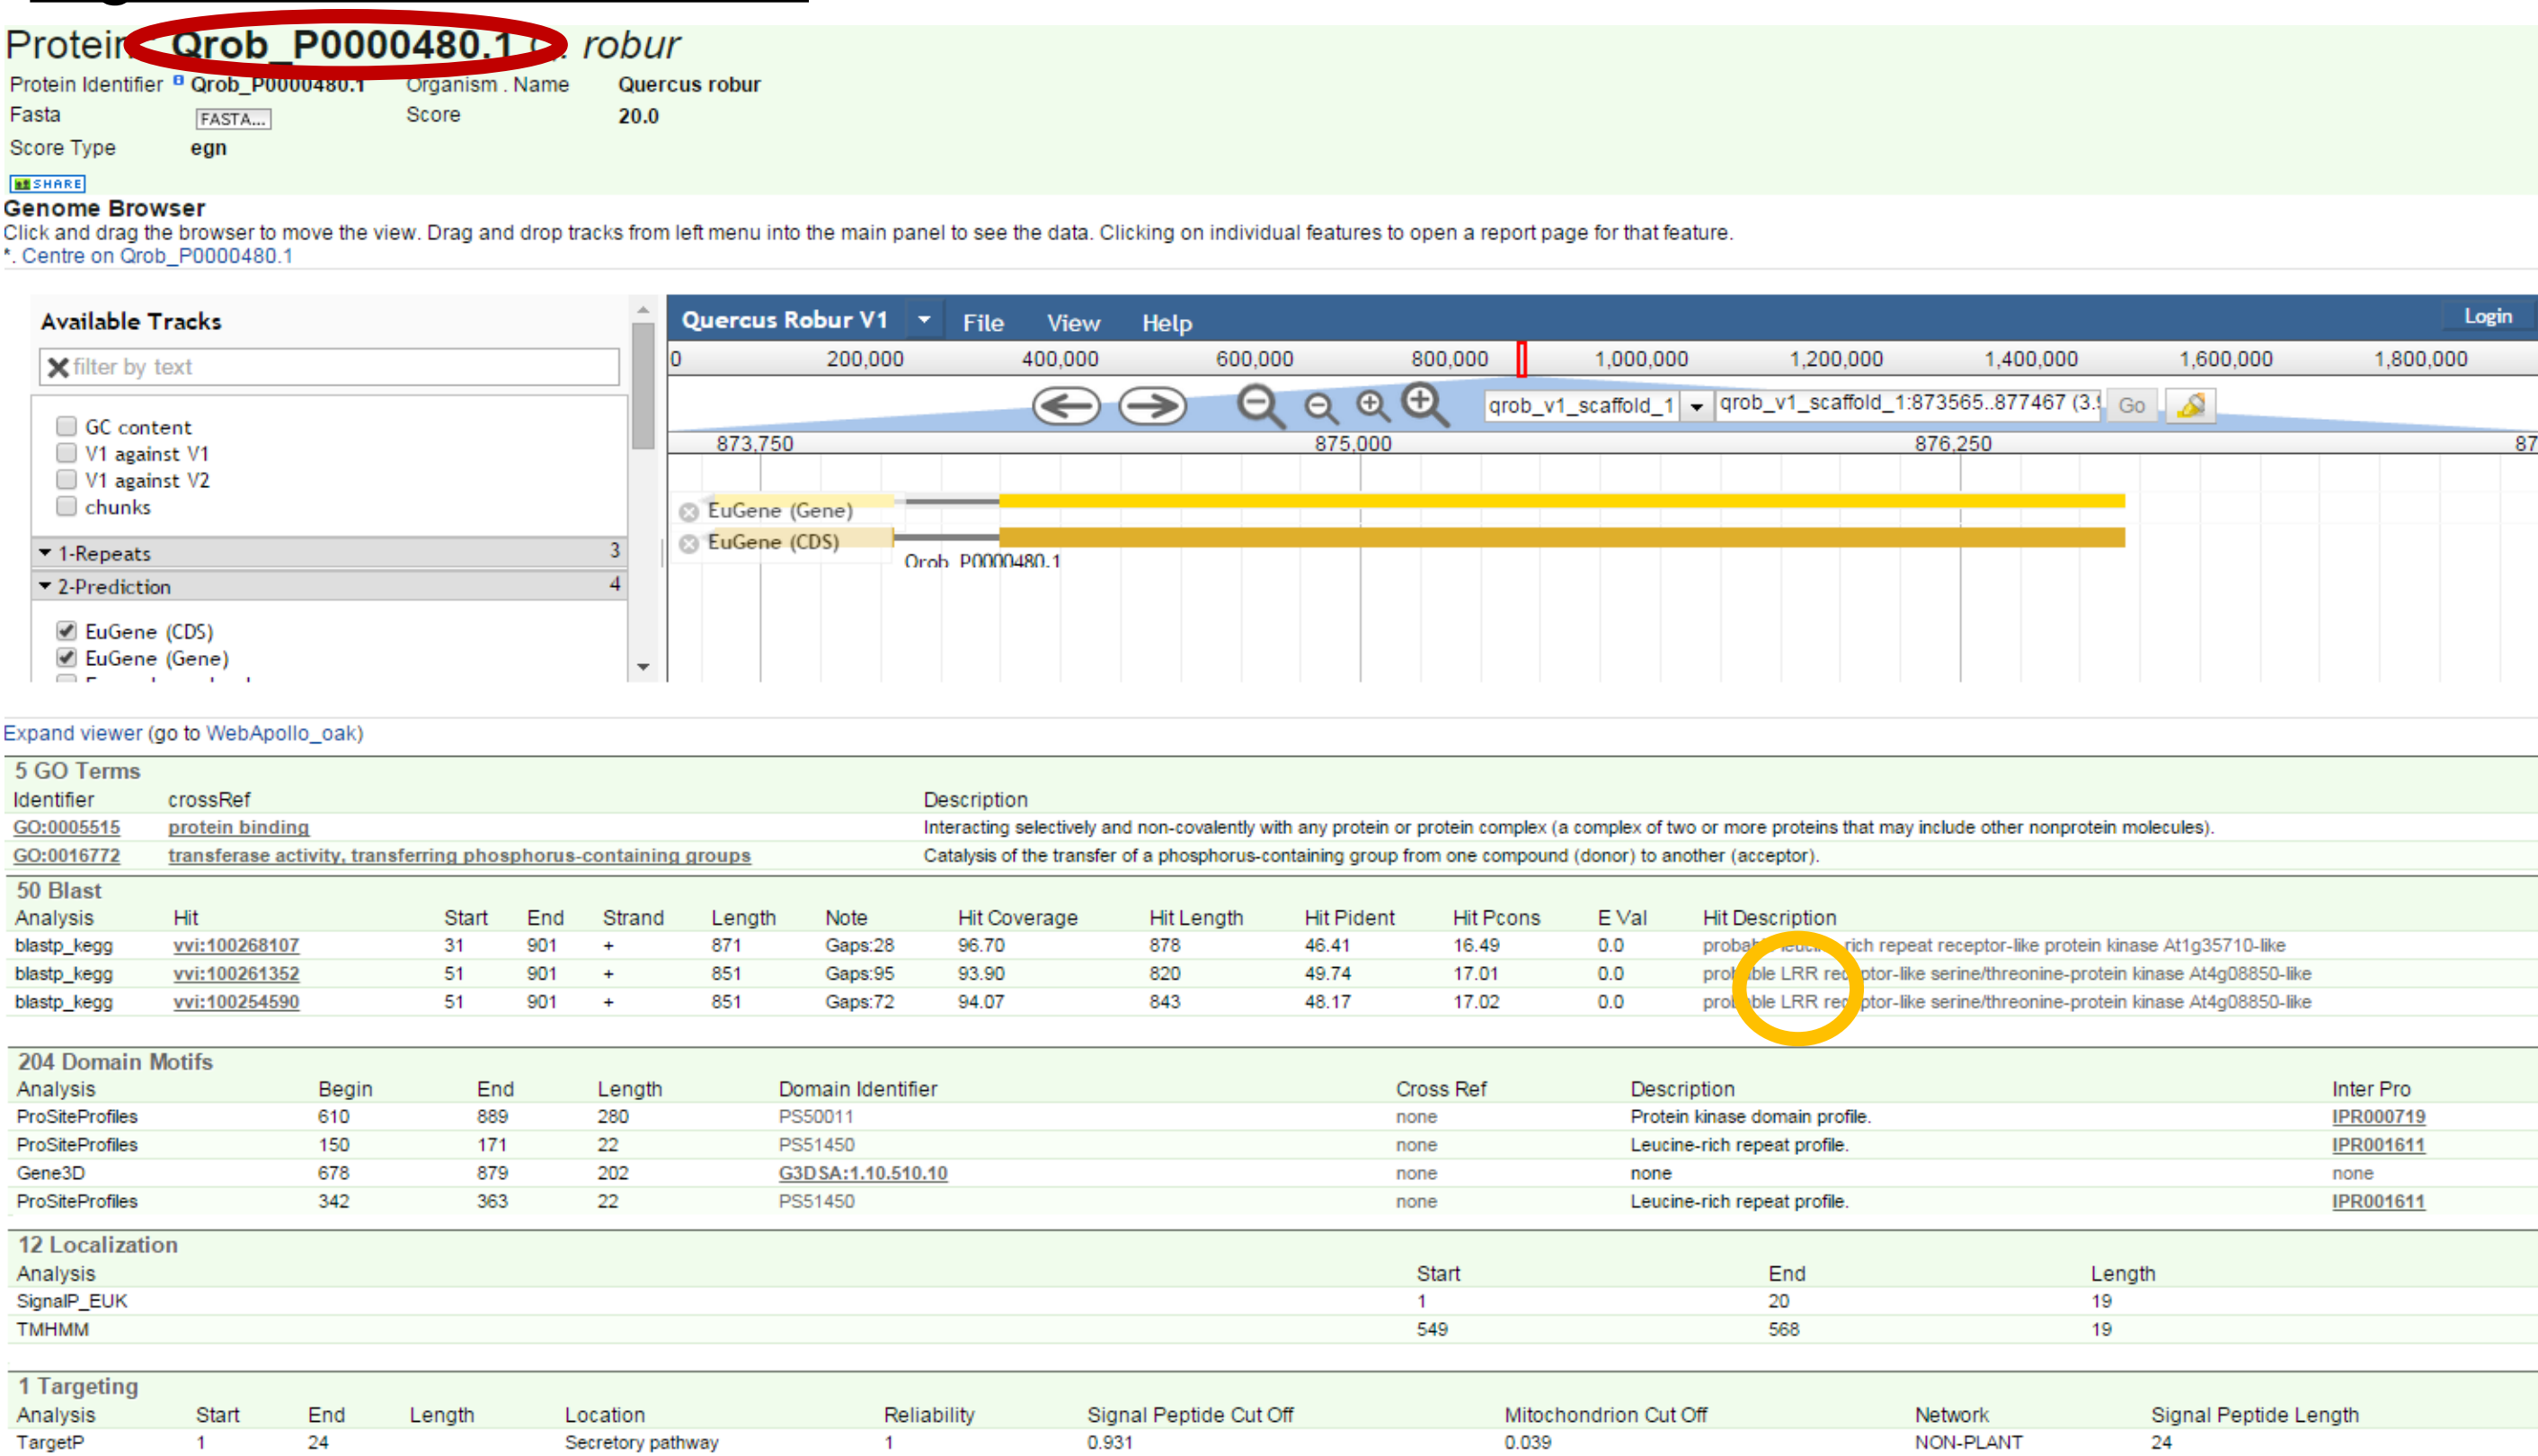 Protein Qrob_P0000480.1 robur
Protein Identifier Qrob_P0000480.1 Organism . Name Quercus robur
Fasta FASTA... Score 20.0
Score Type egn
SHARE
Genome Browser
Click and drag the browser to move the view. Drag and drop tracks from left menu into the main panel to see the data. Clicking on individual features to open a report page for that feature.
*. Centre on Qrob_P0000480.1
Available Tracks
filter by text
GC content
V1 against V1
V1 against V2
chunks
1-Repeats 3
2-Prediction 4
EuGene (CDS)
EuGene (Gene)
Quercus Robur V1 File View Help Login
0 200,000 400,000 600,000 800,000 1,000,000 1,200,000 1,400,000 1,600,000 1,800,000
qrob_v1_scaffold_1 qrob_v1_scaffold_1:873565..877467 (3.9 Go
873,750 875,000 876,250 87
EuGene (Gene)
EuGene (CDS)
Qrob_P0000480.1
Expand viewer (go to WebApollo_oak)
5 GO Terms
Identifier crossRef Description
GO:0005515 protein binding Interacting selectively and non-covalently with any protein or protein complex (a complex of two or more proteins that may include other nonprotein molecules).
GO:0016772 transferase activity, transferring phosphorus-containing groups Catalysis of the transfer of a phosphorus-containing group from one compound (donor) to another (acceptor).
50 Blast
Analysis Hit Start End Strand Length Note Hit Coverage Hit Length Hit Pident Hit Pcons E Val Hit Description
blastp_kegg vvi:100268107 31 901 + 871 Gaps:28 96.70 878 46.41 16.49 0.0 probable leucine-rich repeat receptor-like protein kinase At1g35710-like
blastp_kegg vvi:100261352 51 901 + 851 Gaps:95 93.90 820 49.74 17.01 0.0 probable LRR receptor-like serine/threonine-protein kinase At4g08850-like
blastp_kegg vvi:100254590 51 901 + 851 Gaps:72 94.07 843 48.17 17.02 0.0 probable LRR receptor-like serine/threonine-protein kinase At4g08850-like
204 Domain Motifs
Analysis Begin End Length Domain Identifier Cross Ref Description Inter Pro
ProSiteProfiles 610 889 280 PS50011 none Protein kinase domain profile. IPR000719
ProSiteProfiles 150 171 22 PS51450 none Leucine-rich repeat profile. IPR001611
Gene3D 678 879 202 G3DSA:1.10.510.10 none none none
ProSiteProfiles 342 363 22 PS51450 none Leucine-rich repeat profile. IPR001611
12 Localization
Analysis Start End Length
SignalP_EUK 1 20 19
TMHMM 549 568 19
1 Targeting
Analysis Start End Length Location Reliability Signal Peptide Cut Off Mitochondrion Cut Off Network Signal Peptide Length
TargetP 1 24 Secretory pathway 1 0.931 0.039 NON-PLANT 24